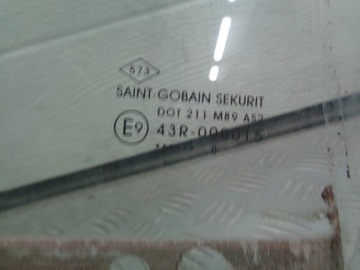 673
SAINT-GOBAIN SEKURIT
DOT 211 M89 AS2
E9 43R-000015